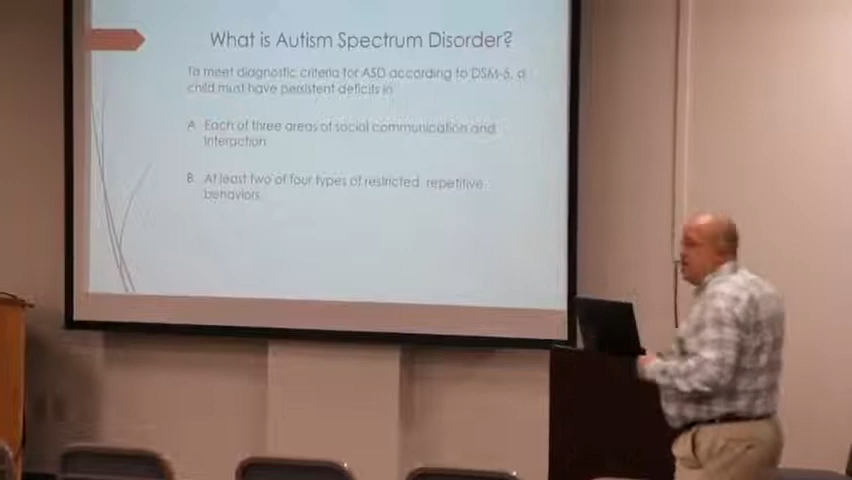 What is Autism Spectrum Disorder?
To meet diagnostic criteria for ASD according to DSM-5, a
child must have persistent deficits in
A. Each of three areas of social communication and
interaction
B. At least two of four types of restricted, repetitive
behaviors